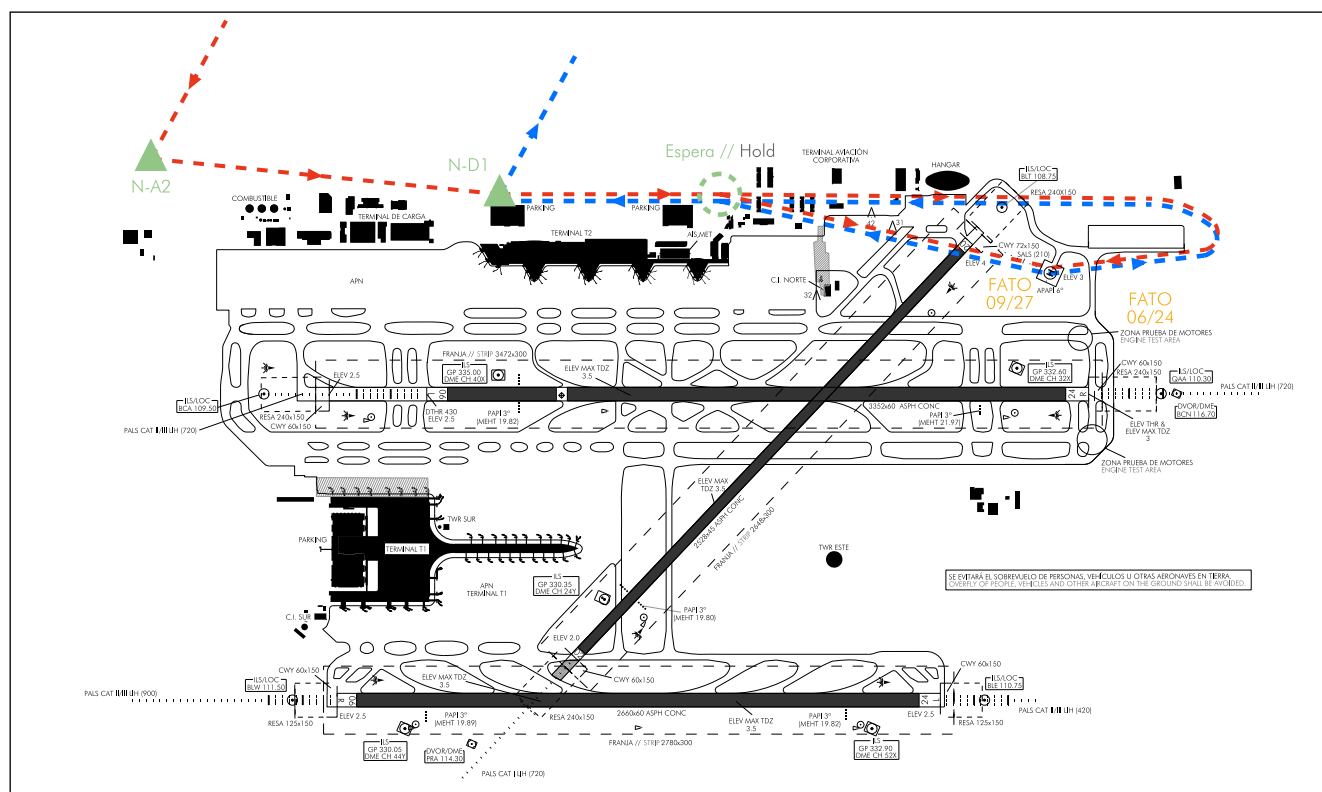 N-A2
N-D1
Espera // Hold
TERMINAL AVIACIÓN
CORPORATIVA
HANGAR
ILS/LOC
BLT 108.75
RESA 240X150
COMBUSTIBLE
TERMINAL DE CARGA
PARKING
PARKING
TERMINAL T2
AIS,MET
42
31
CWY 72x150
SALS (210)
ELEV 4
ELEV 3
APAPI 6°
APN
C.I. NORTE
32
FATO
09/27
FATO
06/24
ZONA PRUEBA DE MOTORES
ENGINE TEST AREA
FRANJA // STRIP 3472x300
ILS
GP 335.00
DME CH 40X
ELEV MAX TDZ
3.5
ILS
GP 332.60
DME CH 32X
CWY 60x150
RESA 240x150
ILS/LOC
QAA 110.30
PALS CAT II/III LIH (720)
ELEV 2.5
ILS/LOC
BCA 109.50
RESA 240x150
CWY 60x150
PALS CAT II/III LIH (720)
DTHR 430
ELEV 2.5
PAPI 3°
(MEHT 19.82)
3352x60 ASPH CONC
PAPI 3°
(MEHT 21.97)
24
R
DVOR/DME
BCN 116.70
ELEV THR &
ELEV MAX TDZ
3
ZONA PRUEBA DE MOTORES
ENGINE TEST AREA
ELEV MAX
TDZ 3.5
2528x45 ASPH CONC
FRANJA // STRIP 2648x300
TWR SUR
PARKING
TERMINAL T1
TWR ESTE
APN
TERMINAL T1
ILS
GP 330.35
DME CH 24Y
SE EVITARÁ EL SOBREVUELO DE PERSONAS, VEHÍCULOS U OTRAS AERONAVES EN TIERRA.
OVERFLY OF PEOPLE, VEHICLES AND OTHER AIRCRAFT ON THE GROUND SHALL BE AVOIDED.
C.I. SUR
PAPI 3°
(MEHT 19.80)
ELEV 2.0
CWY 60x150
ILS/LOC
BLW 111.50
PALS CAT II/III LIH (900)
RESA 125x150
CWY 60x150
ELEV 2.5
ELEV MAX TDZ
3.5
PAPI 3°
(MEHT 19.89)
RESA 240x150
2660x60 ASPH CONC
ELEV MAX TDZ
3.5
PAPI 3°
(MEHT 19.82)
24
L
ELEV 2.5
CWY 60x150
ILS/LOC
BLE 110.75
PALS CAT II/III LIH (420)
RESA 125x150
ILS
GP 330.05
DME CH 44Y
DVOR/DME
PRA 114.30
FRANJA // STRIP 2780x300
ILS
GP 332.90
DME CH 52X
PALS CAT I LIH (720)